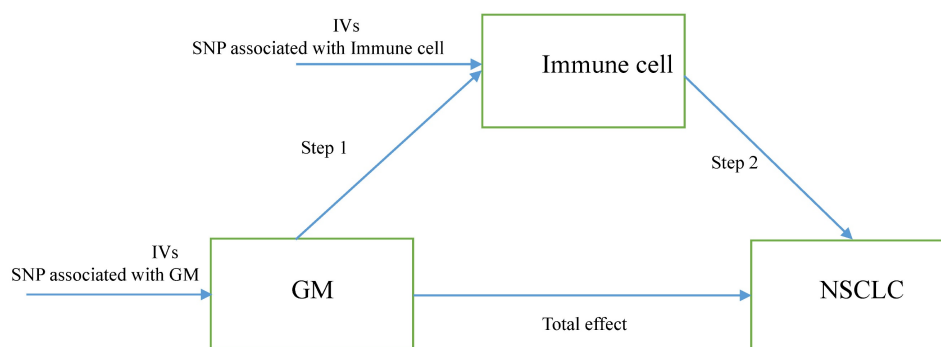 IVs
SNP associated with Immune cell
Immune cell
Step 1
Step 2
IVs
SNP associated with GM
GM
NSCLC
Total effect